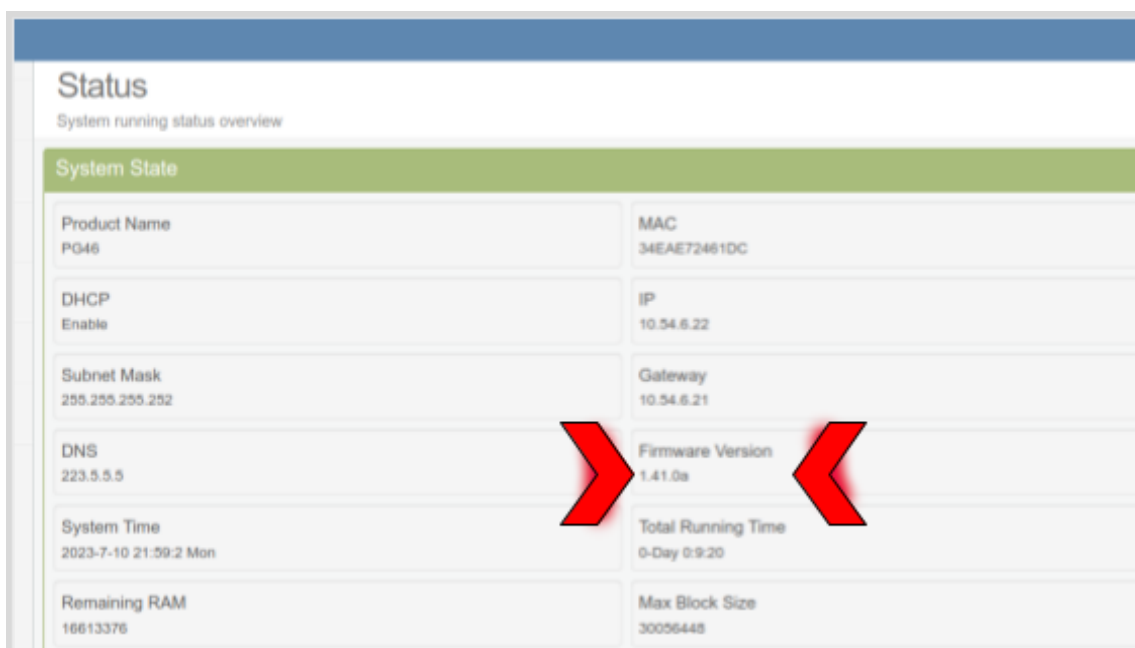 Status
System running status overview
System State
Product Name
PG46
MAC
34EAE72461DC
DHCP
Enable
IP
10.54.6.22
Subnet Mask
255.255.255.252
Gateway
10.54.6.21
DNS
223.5.5.5
Firmware Version
1.41.0a
System Time
2023-7-10 21:59:2 Mon
Total Running Time
0-Day 0:9:20
Remaining RAM
16613376
Max Block Size
30056448